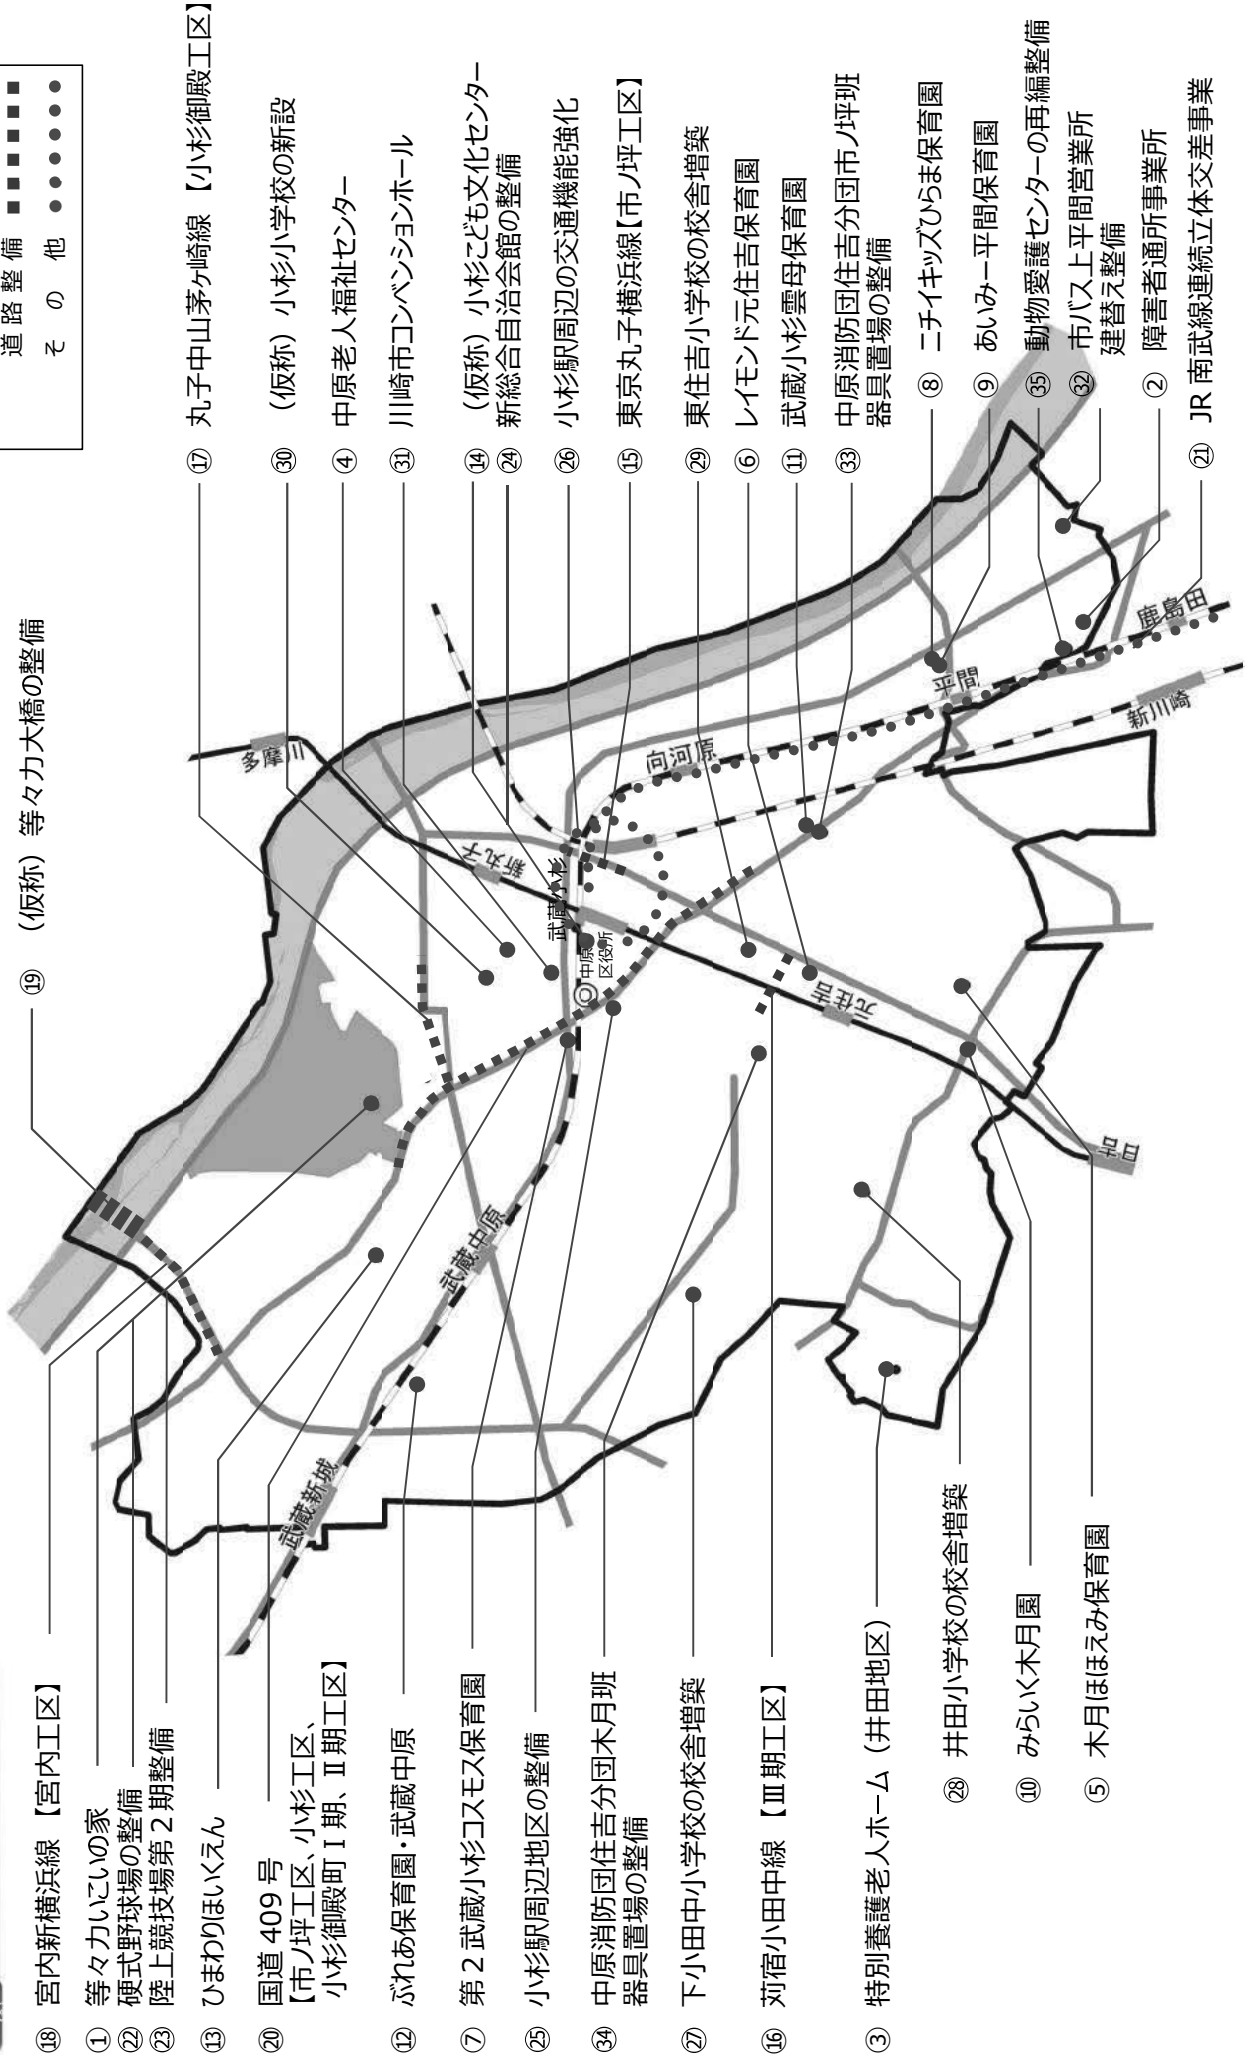 道路整備
その他
⑲ （仮称）等々力大橋の整備
⑰ 丸子中山茅ヶ崎線 【小杉御殿工区】
㉚ （仮称）小杉小学校の新設
④ 中原老人福祉センター
㉛ 川崎市コンベンションホール
⑭ （仮称）小杉こども文化センター
㉔ 新総合自治会館の整備
㉖ 小杉駅周辺の交通機能強化
⑮ 東京丸子横浜線【市ノ坪工区】
㉙ 東住吉小学校の校舎増築
⑥ レイモンド元住吉保育園
⑪ 武蔵小杉雲母保育園
㉝ 中原消防団住吉分団市ノ坪班
器具置場の整備
⑧ ニチイキッズひらま保育園
⑨ あいみー平間保育園
㉟ 動物愛護センターの再編整備
㉜ 市バス上平間営業所
建替え整備
② 障害者通所事業所
㉑ JR 南武線連続立体交差事業
多摩川
新丸子
武蔵小杉
中原
区役所
向河原
平間
鹿島田
新川崎
元住吉
日吉
武蔵中原
武蔵新城
⑱ 宮内新横浜線 【宮内工区】
① 等々力いこいの家
㉒ 硬式野球場の整備
㉓ 陸上競技場第２期整備
⑬ ひまわりほいくえん
⑳ 国道 409 号
【市ノ坪工区、小杉工区、
小杉御殿町Ⅰ期、Ⅱ期工区】
⑫ ぶれあ保育園・武蔵中原
⑦ 第２武蔵小杉コスモス保育園
㉕ 小杉駅周辺地区の整備
㉞ 中原消防団住吉分団木月班
器具置場の整備
㉗ 下小田中小学校の校舎増築
⑯ 苅宿小田中線 【Ⅲ期工区】
③ 特別養護老人ホーム（井田地区）
㉘ 井田小学校の校舎増築
⑩ みらいく木月園
⑤ 木月ほほえみ保育園